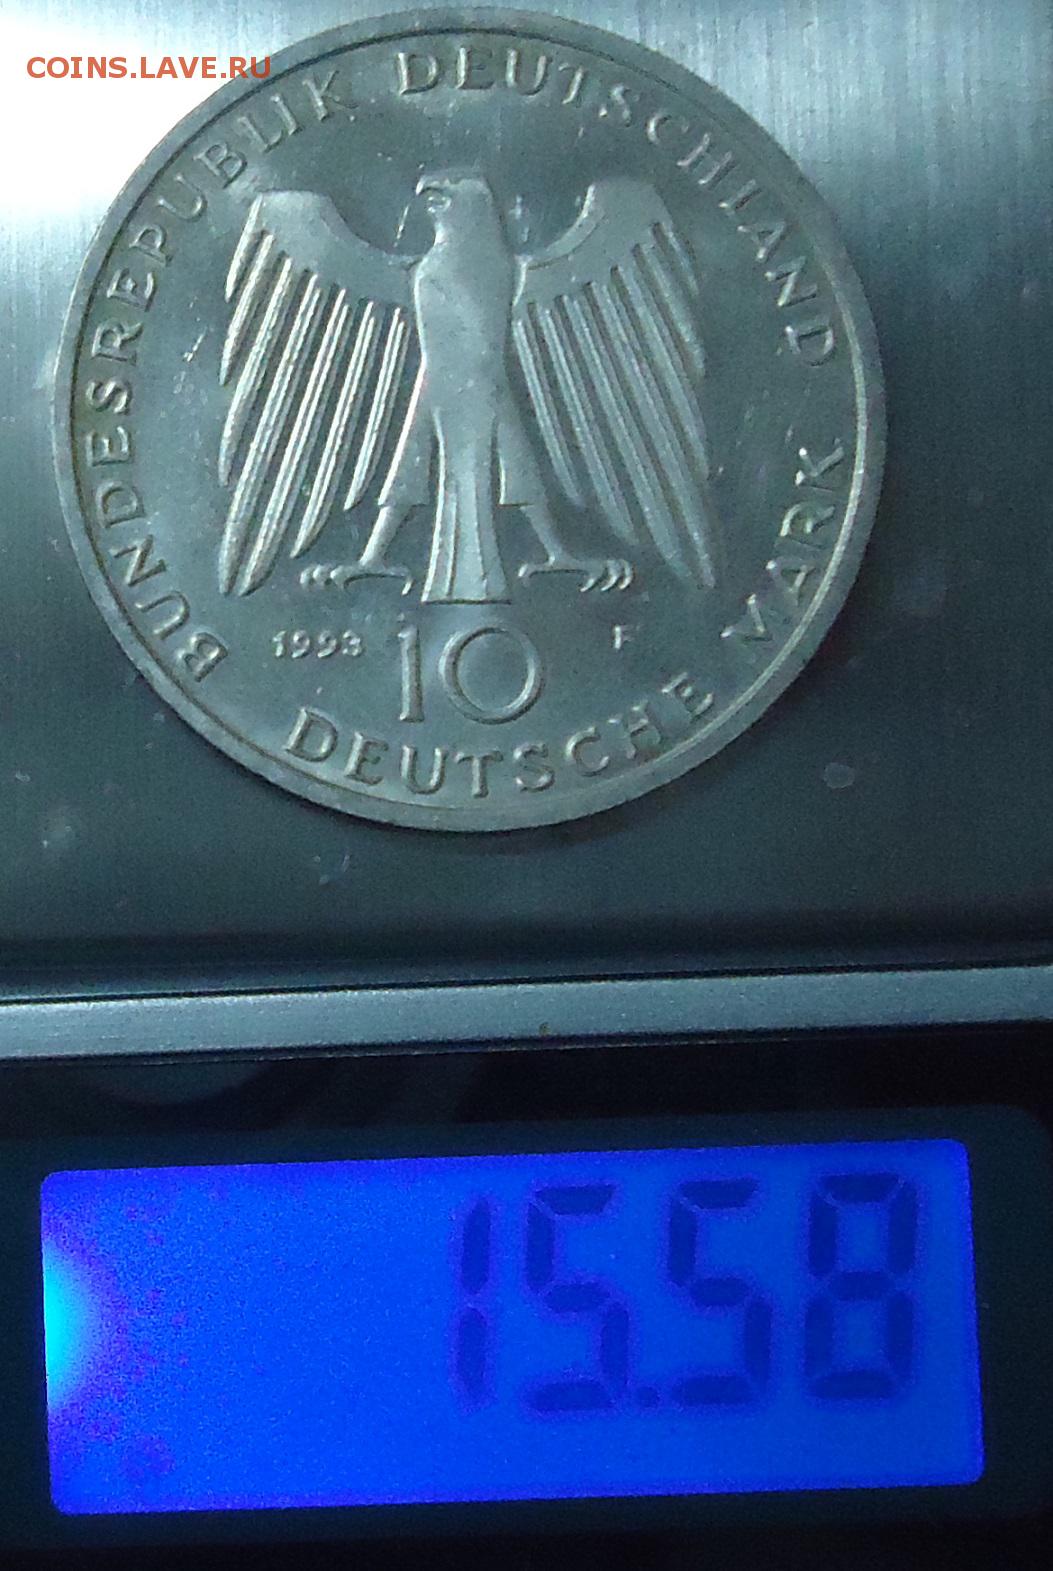 COINS.LAVE.RU
BUNDESREPUBLIK DEUTSCHLAND
1993 10 F
DEUTSCHE MARK
15.58